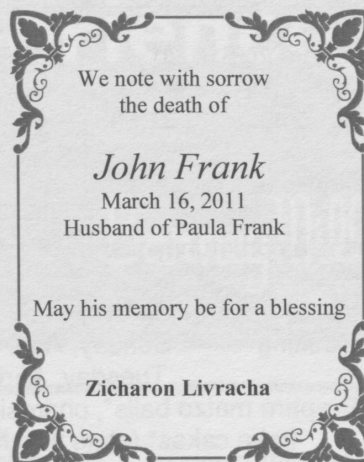 We note with sorrow
the death of
John Frank
March 16, 2011
Husband of Paula Frank
May his memory be for a blessing
Zicharon Livracha